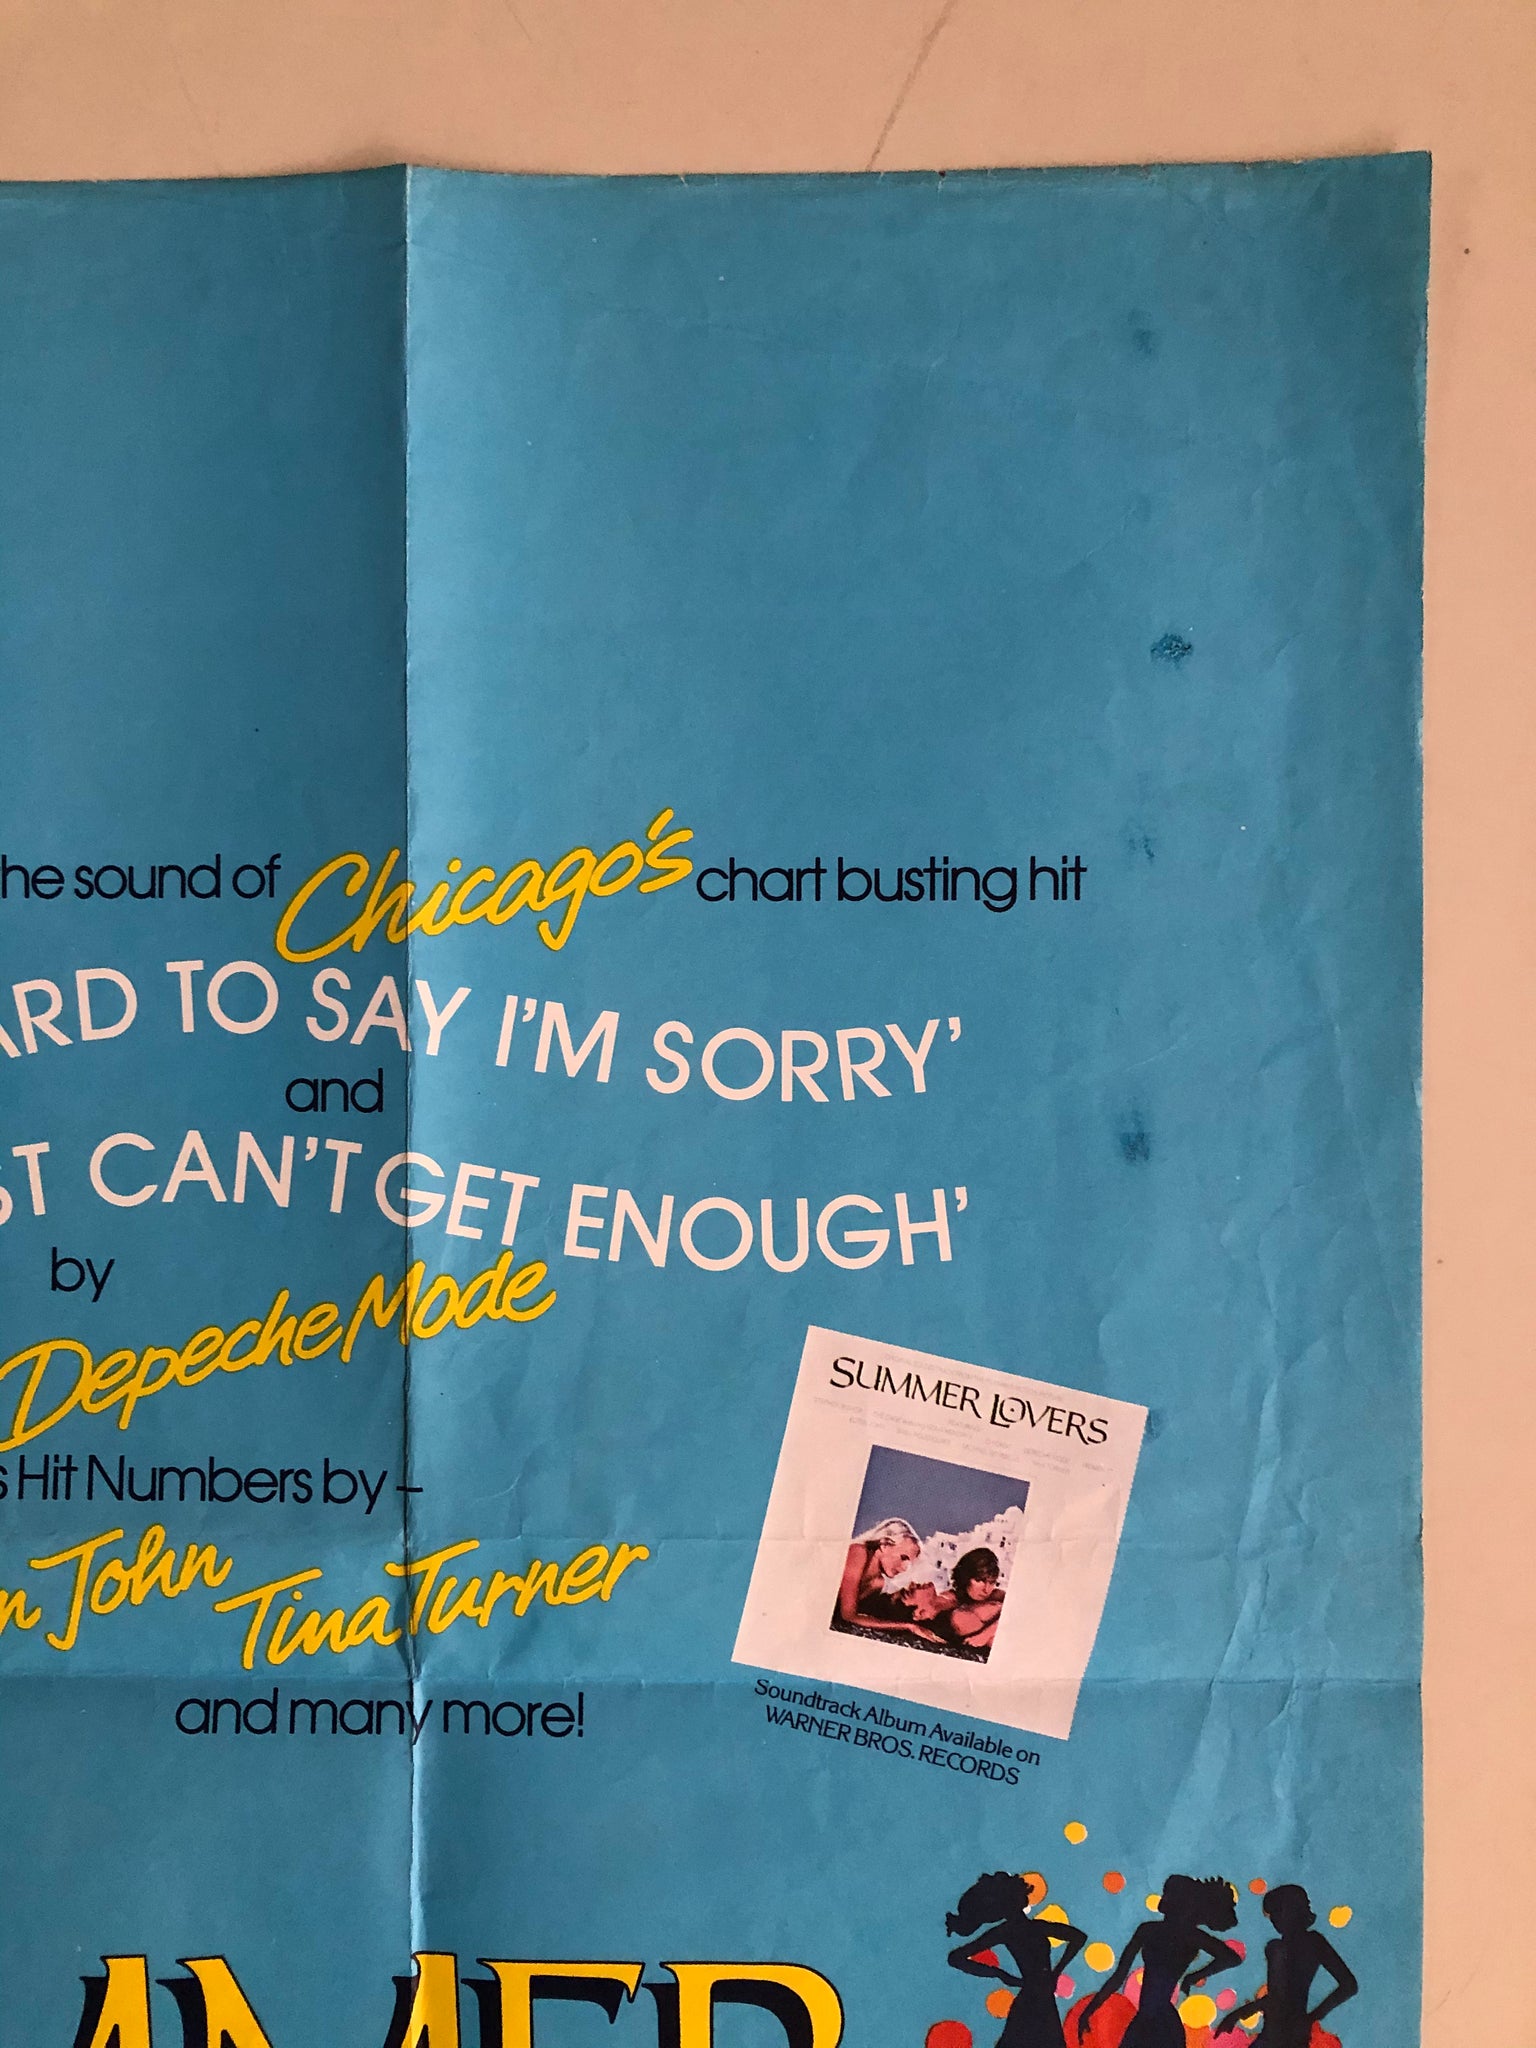 he sound of Chicago's chart busting hit
ARD TO SAY I'M SORRY'
and
ST CAN'T GET ENOUGH'
by
Depeche Mode
s Hit Numbers by –
n John Tina Turner
and many more!
SUMMER LOVERS
Soundtrack Album Available on
WARNER BROS. RECORDS
MMER